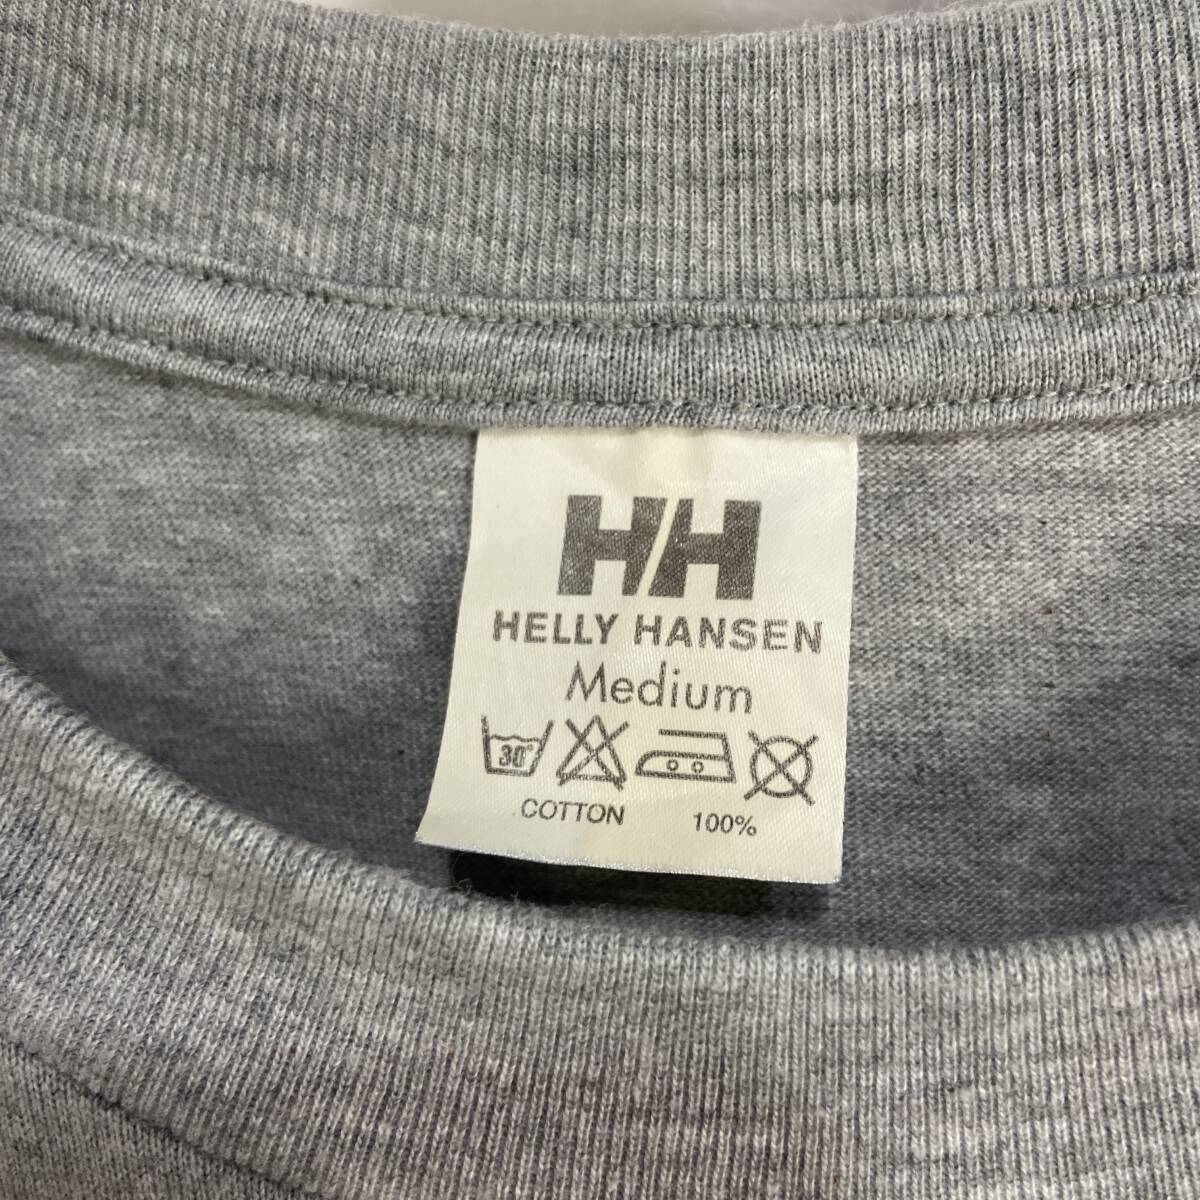 HH
HELLY HANSEN
Medium
30°
COTTON 100%